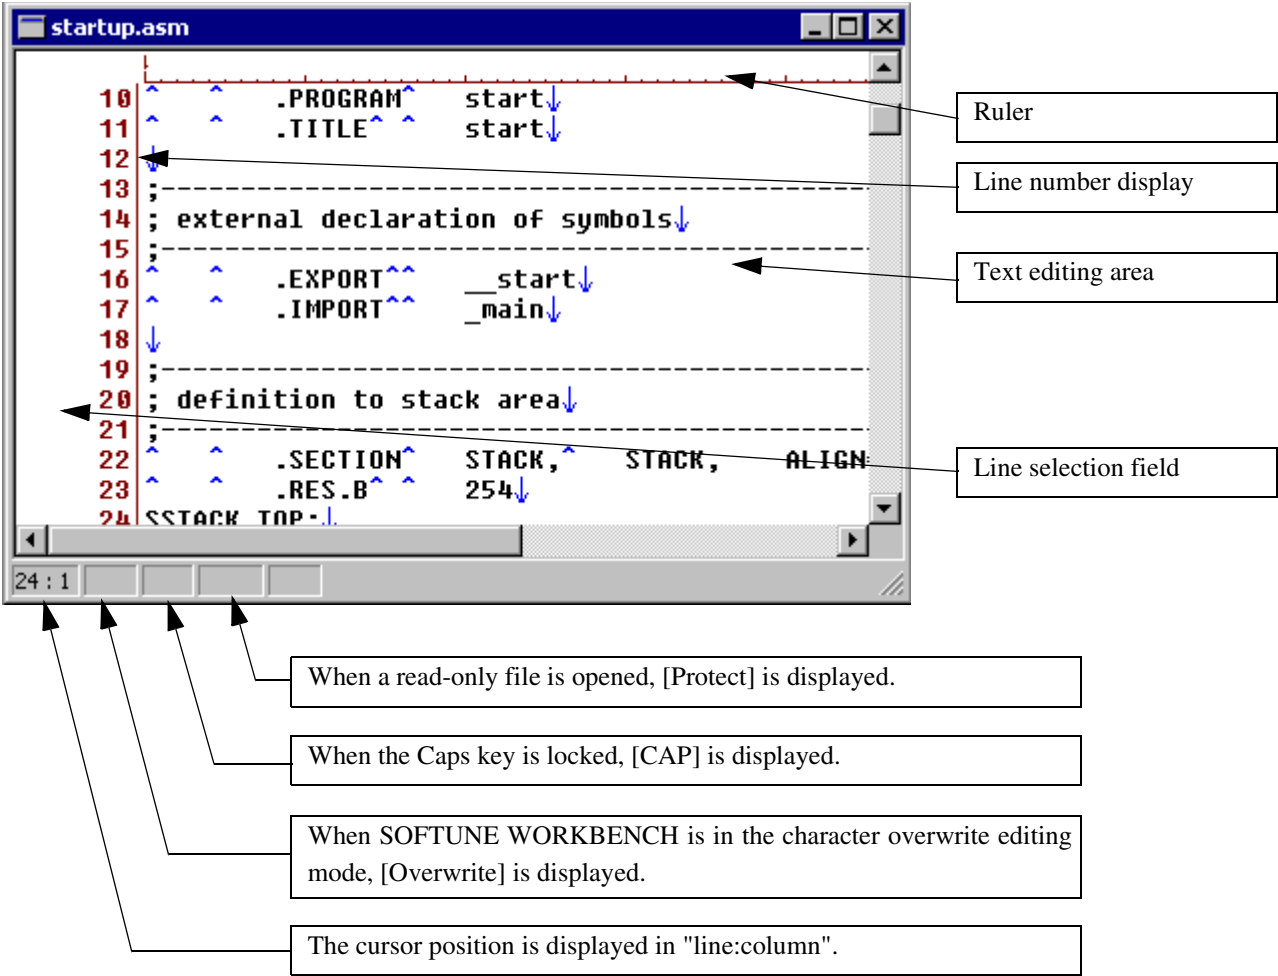 startup.asm
10 ^ ^ .PROGRAM^ start↓
11 ^ ^ .TITLE^ ^ start↓
12 ↓
13 ;--------------------------------------------
14 ; external declaration of symbols↓
15 ;--------------------------------------------
16 ^ ^ .EXPORT^^ __start↓
17 ^ ^ .IMPORT^^ _main↓
18 ↓
19 ;--------------------------------------------
20 ; definition to stack area↓
21 ;--------------------------------------------
22 ^ ^ .SECTION^ STACK,^ STACK, ALIGN=
23 ^ ^ .RES.B^ ^ 254↓
24 SSTACK_TOP:↓
24 : 1
Ruler
Line number display
Text editing area
Line selection field
When a read-only file is opened, [Protect] is displayed.
When the Caps key is locked, [CAP] is displayed.
When SOFTUNE WORKBENCH is in the character overwrite editing
mode, [Overwrite] is displayed.
The cursor position is displayed in "line:column".